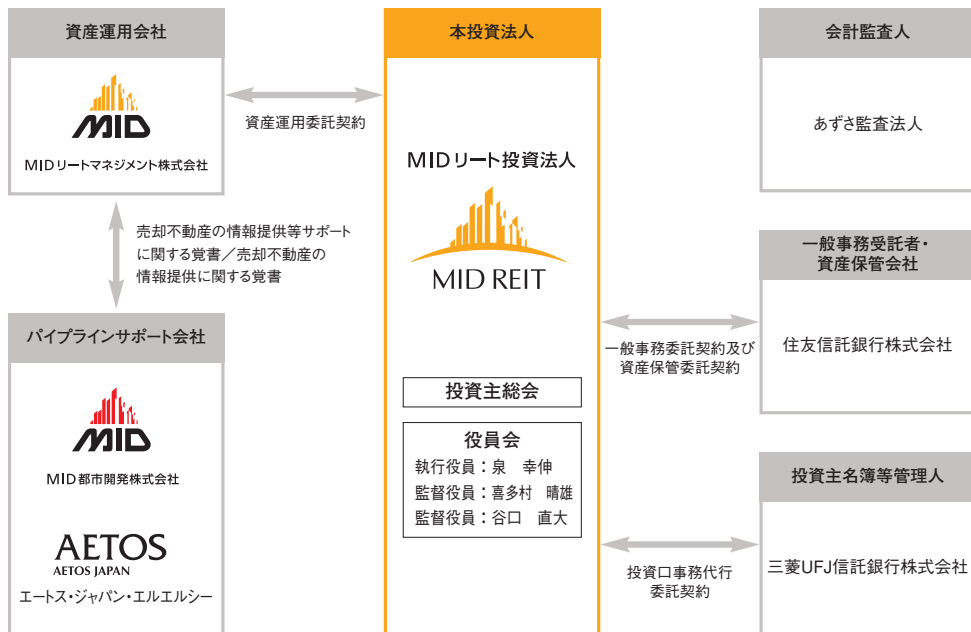 資産運用会社
MID
MIDリートマネジメント株式会社
資産運用委託契約
売却不動産の情報提供等サポート
に関する覚書／売却不動産の
情報提供に関する覚書
パイプラインサポート会社
MID
MID都市開発株式会社
AETOS
AETOS JAPAN
エートス・ジャパン・エルエルシー
本投資法人
MIDリート投資法人
MID REIT
投資主総会
役員会
執行役員：泉　幸伸
監督役員：喜多村　晴雄
監督役員：谷口　直大
会計監査人
あずさ監査法人
一般事務受託者・
資産保管会社
住友信託銀行株式会社
一般事務委託契約及び
資産保管委託契約
投資主名簿等管理人
三菱UFJ信託銀行株式会社
投資口事務代行
委託契約